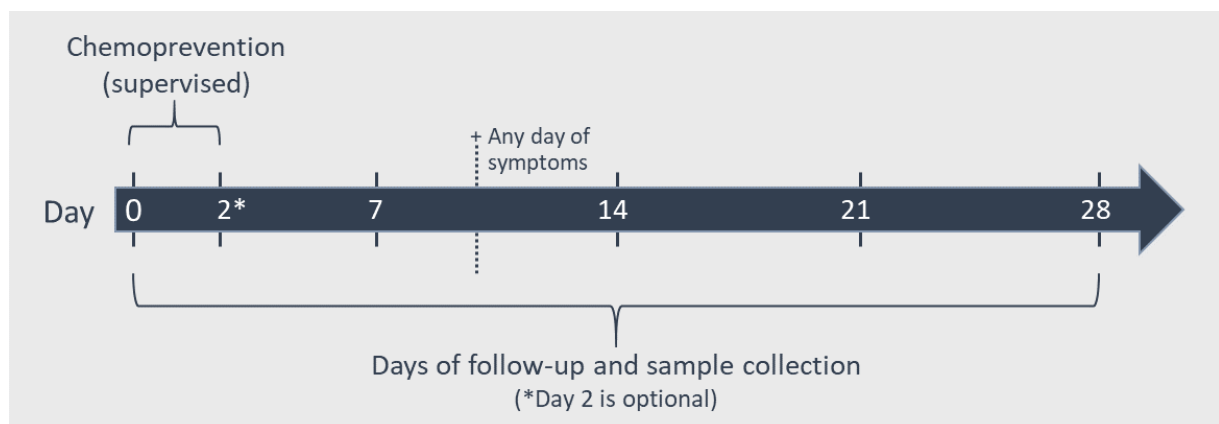 Chemoprevention
(supervised)
+ Any day of
symptoms
Day 0 2* 7 14 21 28
Days of follow-up and sample collection
(*Day 2 is optional)